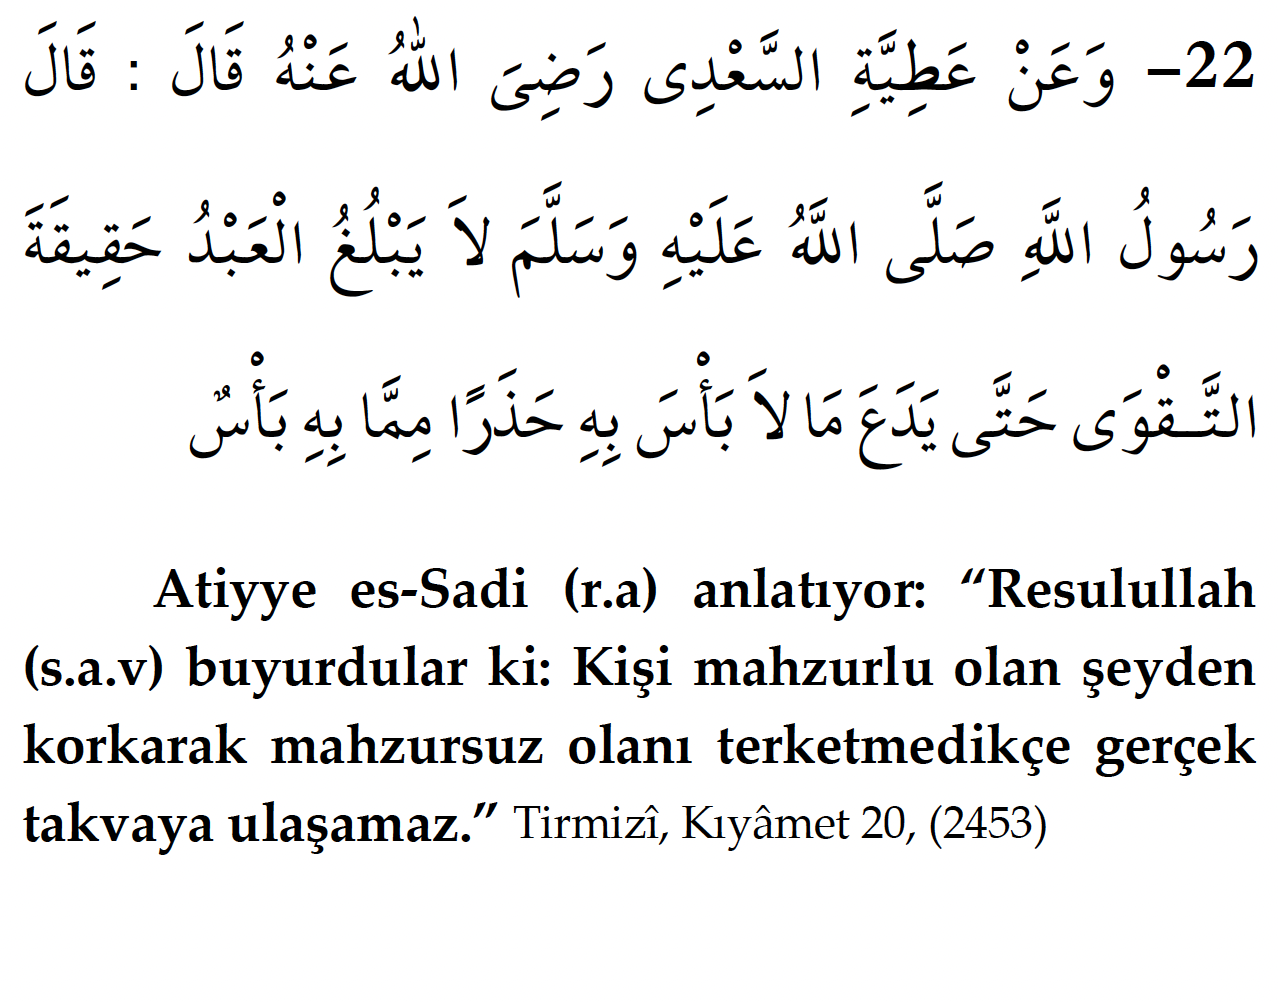 22– وَعَنْ عَطِيَّةِ السَّعْدِى رَضِىَ اللّٰهُ عَنْهُ قَالَ : قَالَ
رَسُولُ اللَّهِ صَلَّى اللَّهُ عَلَيْهِ وَسَلَّمَ لاَ يَبْلُغُ الْعَبْدُ حَقِيقَةَ
التَّـقْوَى حَتَّى يَدَعَ مَا لاَ بَأْسَ بِهِ حَذَرًا مِمَّا بِهِ بَأْسٌ
Atiyye es-Sadi (r.a) anlatıyor: “Resulullah
(s.a.v) buyurdular ki: Kişi mahzurlu olan şeyden
korkarak mahzursuz olanı terketmedikçe gerçek
takvaya ulaşamaz.” Tirmizî, Kıyâmet 20, (2453)